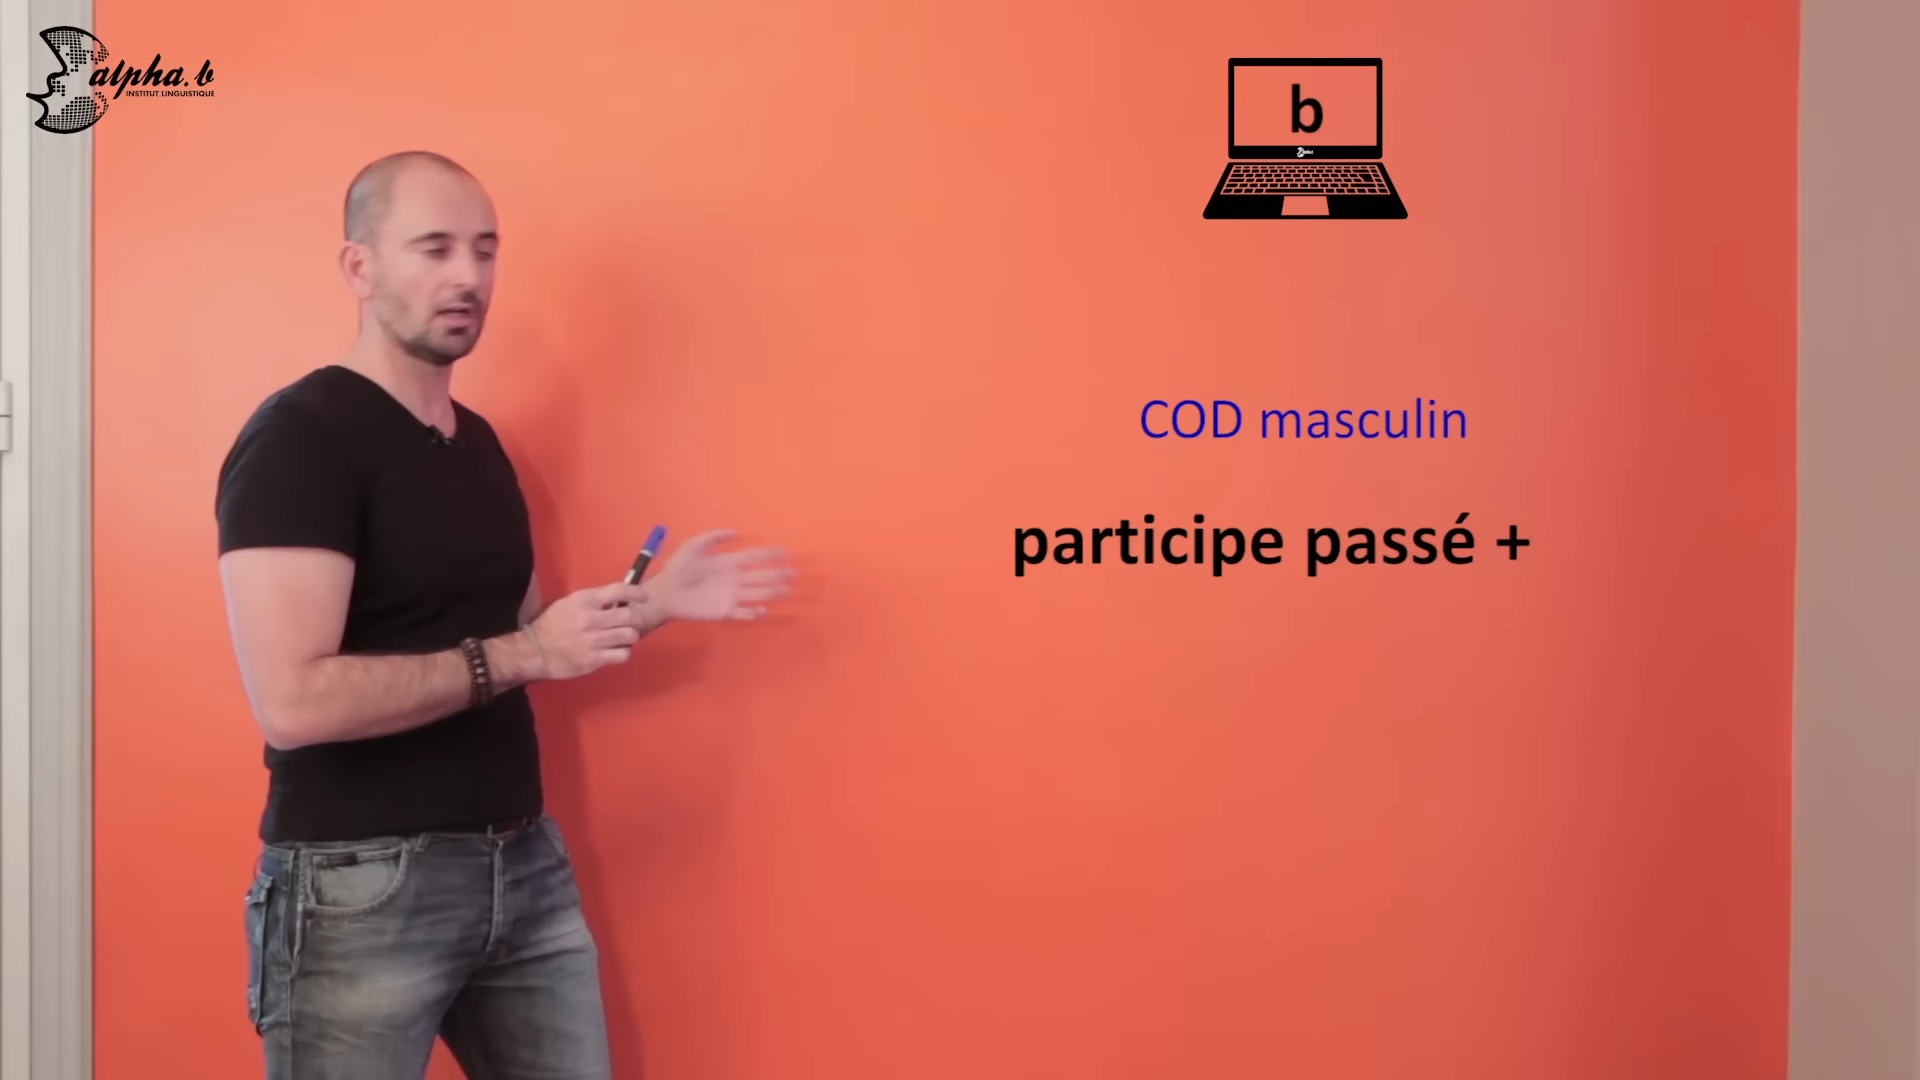 alpha.b
INSTITUT LINGUISTIQUE
b
COD masculin
participe passé +